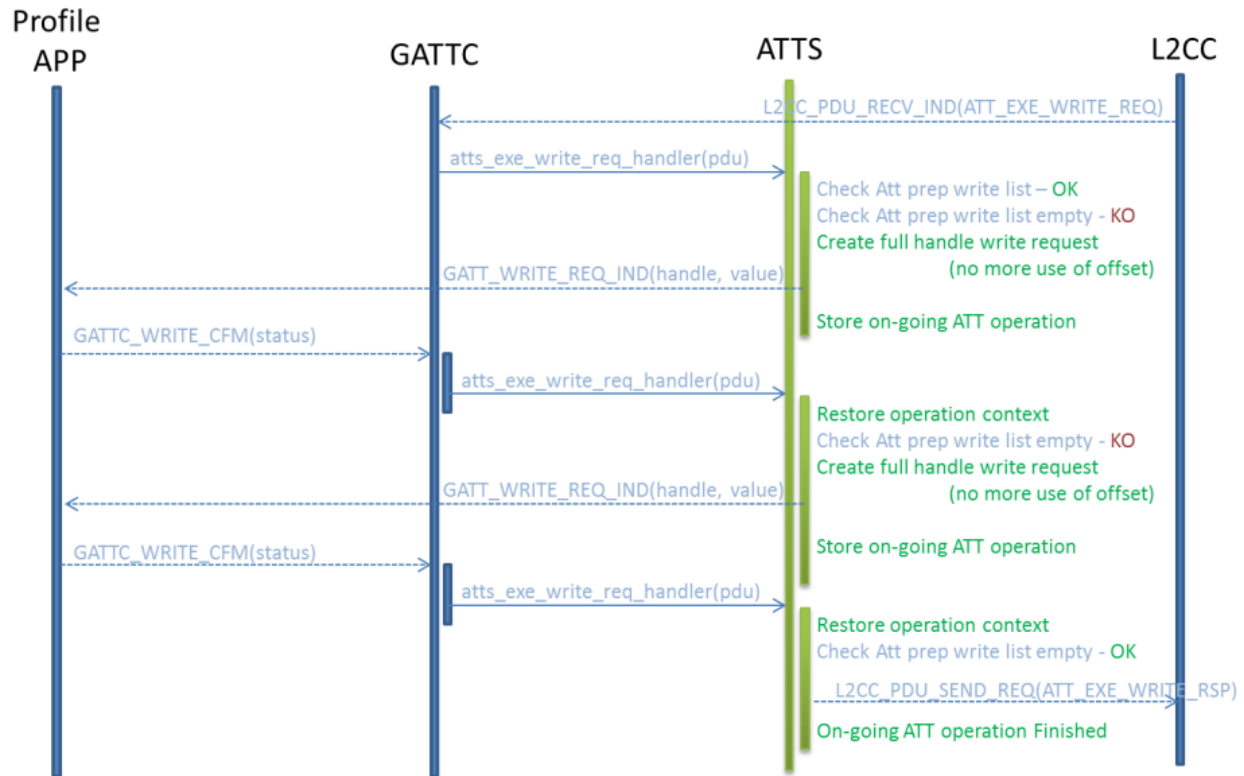 Profile
APP
GATTC
ATTS
L2CC
L2CC_PDU_RECV_IND(ATT_EXE_WRITE_REQ)
atts_exe_write_req_handler(pdu)
Check Att prep write list – OK
Check Att prep write list empty - KO
Create full handle write request
(no more use of offset)
GATT_WRITE_REQ_IND(handle, value)
Store on-going ATT operation
GATTC_WRITE_CFM(status)
atts_exe_write_req_handler(pdu)
Restore operation context
Check Att prep write list empty - KO
Create full handle write request
(no more use of offset)
GATT_WRITE_REQ_IND(handle, value)
Store on-going ATT operation
GATTC_WRITE_CFM(status)
atts_exe_write_req_handler(pdu)
Restore operation context
Check Att prep write list empty - OK
L2CC_PDU_SEND_REQ(ATT_EXE_WRITE_RSP)
On-going ATT operation Finished